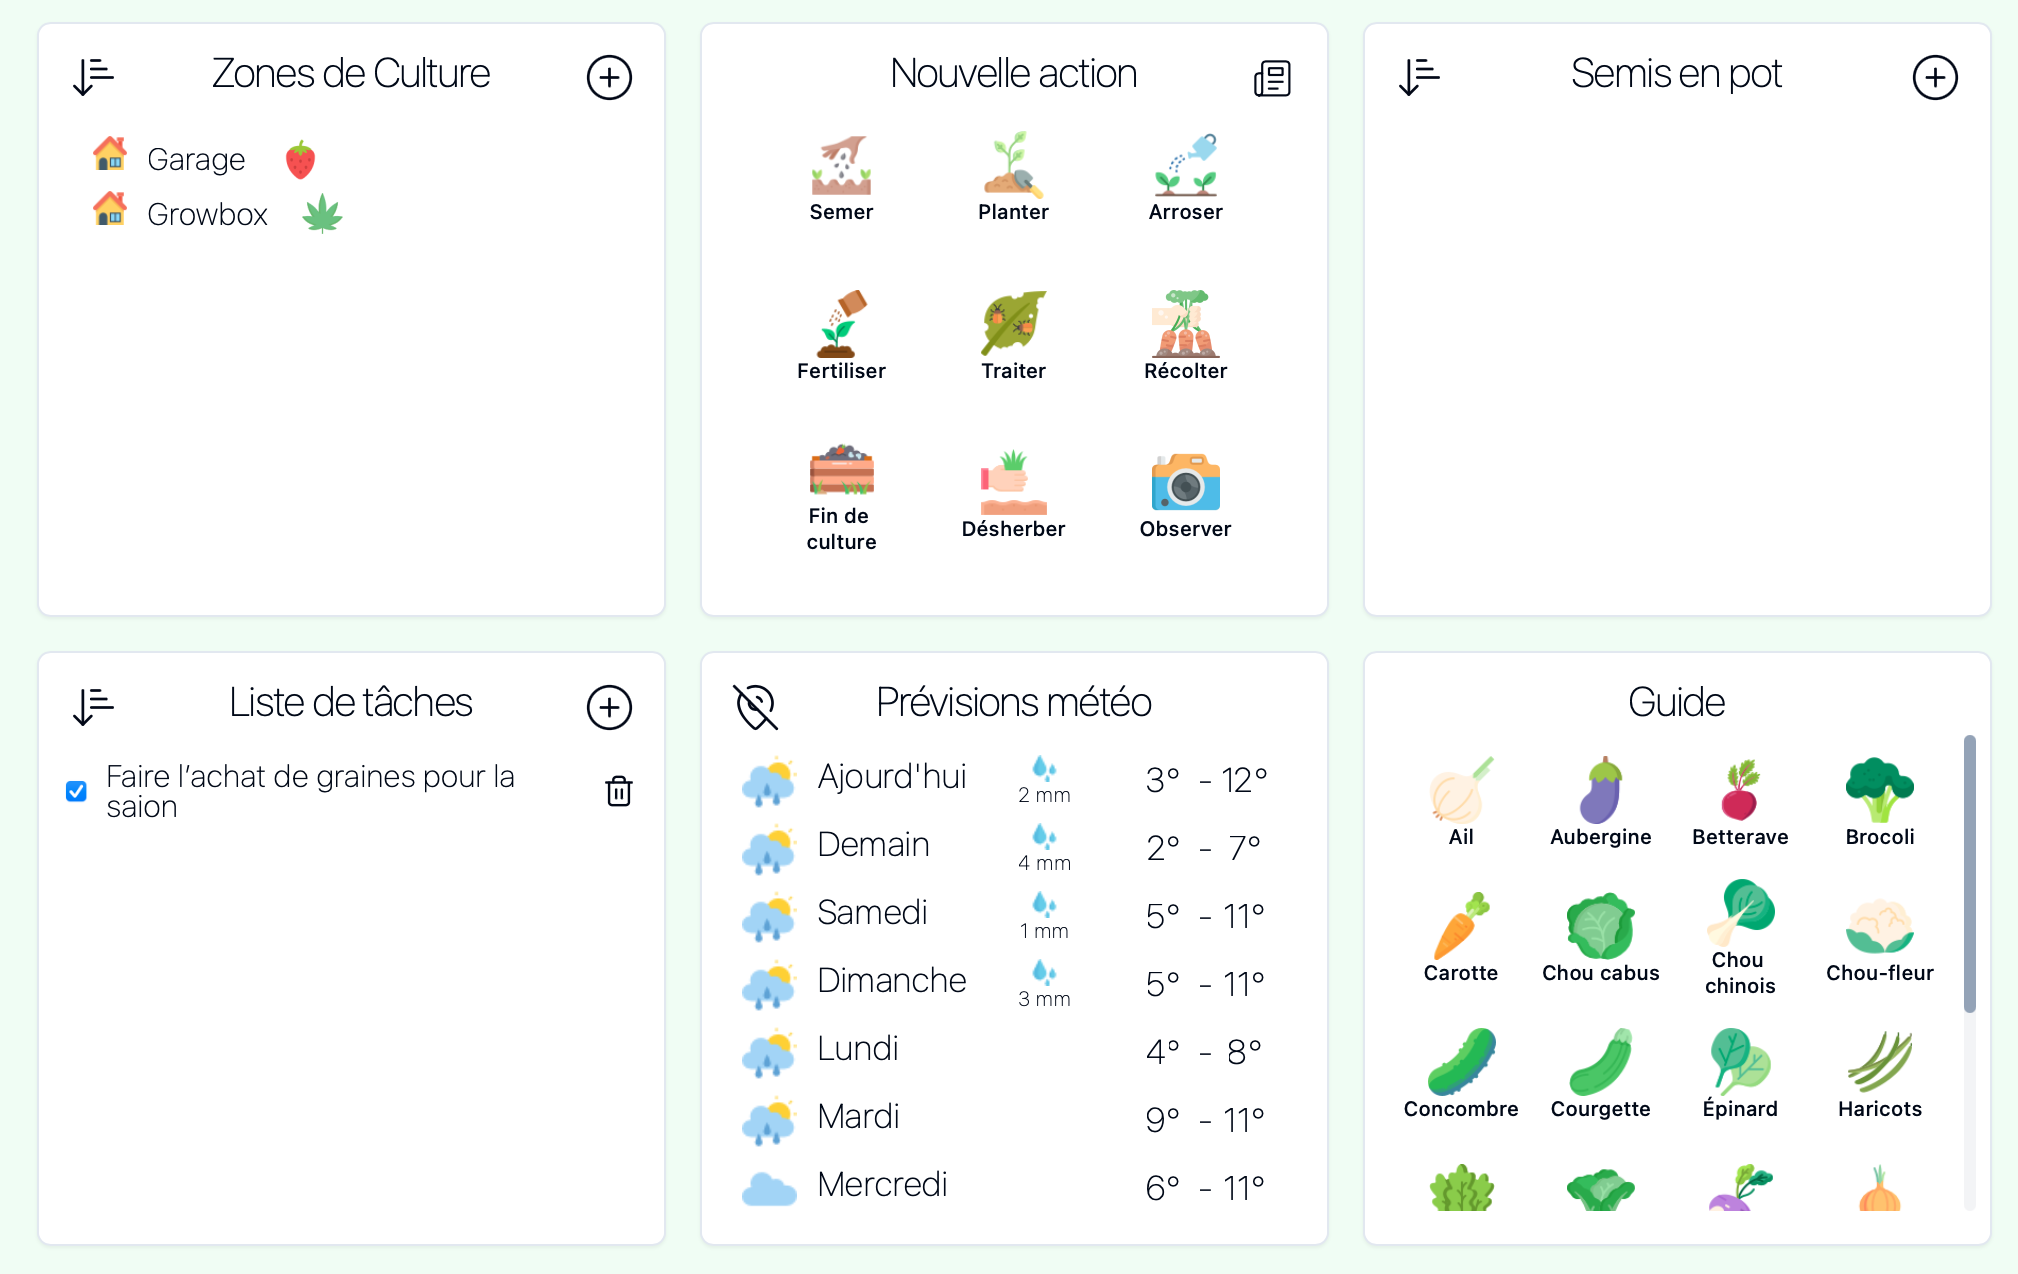 Zones de Culture
Garage
Growbox
Nouvelle action
Semer
Planter
Arroser
Fertiliser
Traiter
Récolter
Fin de
culture
Désherber
Observer
Semis en pot
Liste de tâches
Faire l’achat de graines pour la
saion
Prévisions météo
Ajourd'hui 2 mm 3° - 12°
Demain 4 mm 2° - 7°
Samedi 1 mm 5° - 11°
Dimanche 3 mm 5° - 11°
Lundi 4° - 8°
Mardi 9° - 11°
Mercredi 6° - 11°
Guide
Ail
Aubergine
Betterave
Brocoli
Carotte
Chou cabus
Chou
chinois
Chou-fleur
Concombre
Courgette
Épinard
Haricots